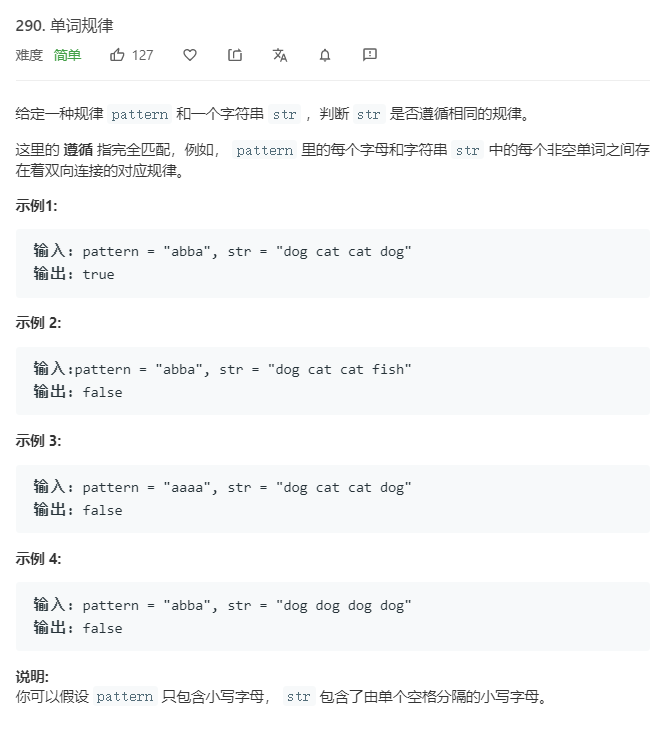 290. 单词规律
难度 简单 127
给定一种规律 pattern 和一个字符串 str ，判断 str 是否遵循相同的规律。
这里的 遵循 指完全匹配，例如， pattern 里的每个字母和字符串 str 中的每个非空单词之间存
在着双向连接的对应规律。
示例1:
输入: pattern = "abba", str = "dog cat cat dog"
输出: true
示例 2:
输入:pattern = "abba", str = "dog cat cat fish"
输出: false
示例 3:
输入: pattern = "aaaa", str = "dog cat cat dog"
输出: false
示例 4:
输入: pattern = "abba", str = "dog dog dog dog"
输出: false
说明:
你可以假设 pattern 只包含小写字母， str 包含了由单个空格分隔的小写字母。